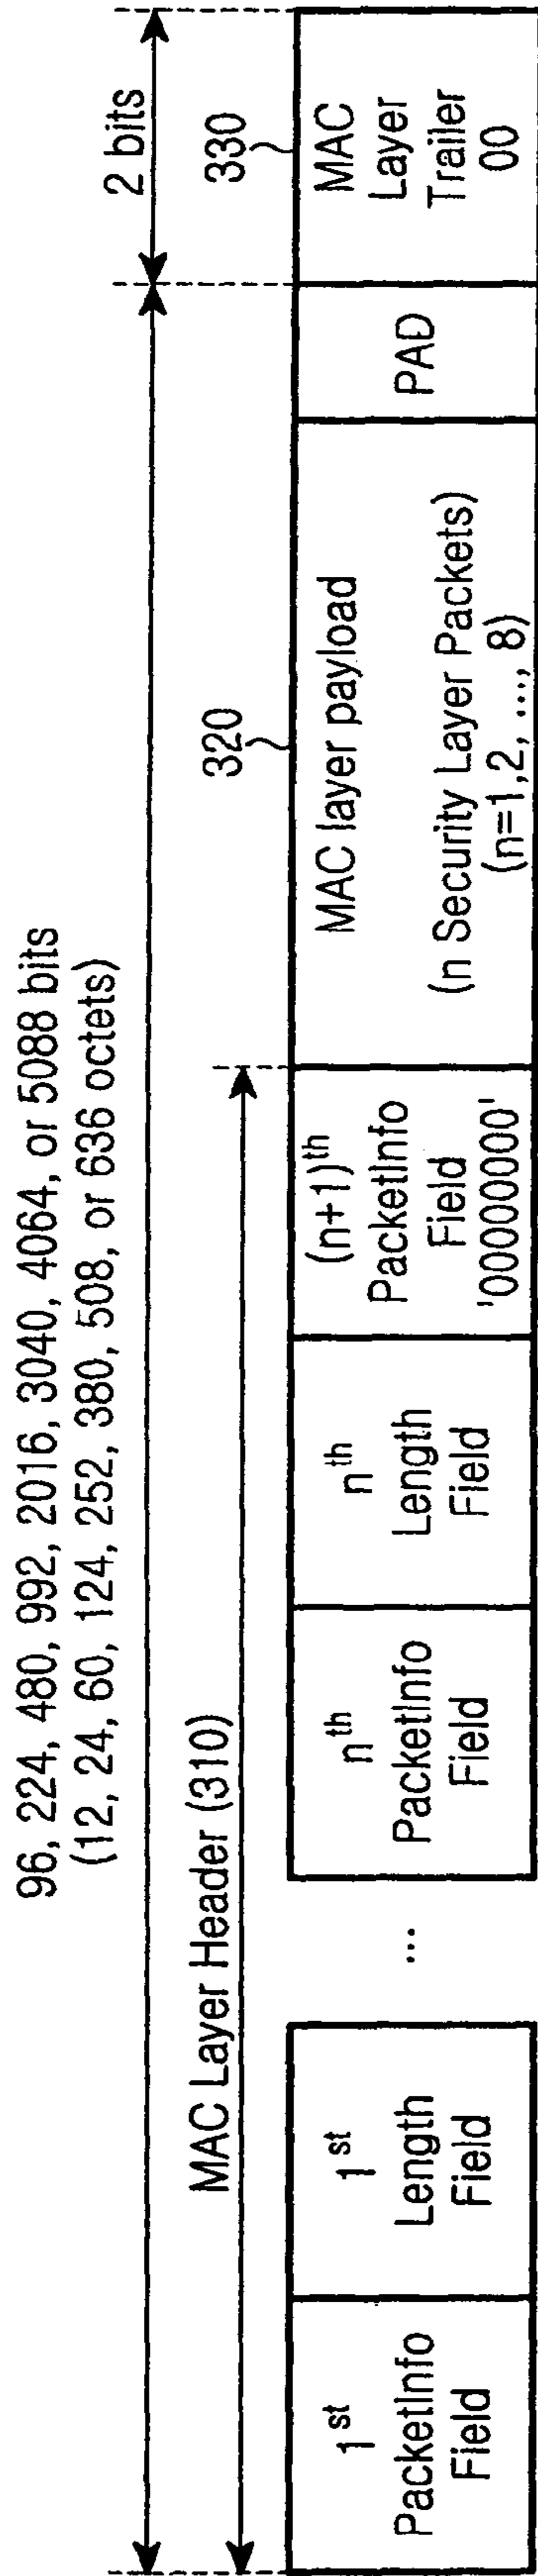 96, 224, 480, 992, 2016, 3040, 4064, or 5088 bits
(12, 24, 60, 124, 252, 380, 508, or 636 octets)
2 bits
MAC Layer Header (310)
320
330
1st
PacketInfo
Field
1st
Length
Field
...
nth
PacketInfo
Field
nth
Length
Field
(n+1)th
PacketInfo
Field
'00000000'
MAC layer payload
(n Security Layer Packets)
(n=1,2, ..., 8)
PAD
MAC
Layer
Trailer
00